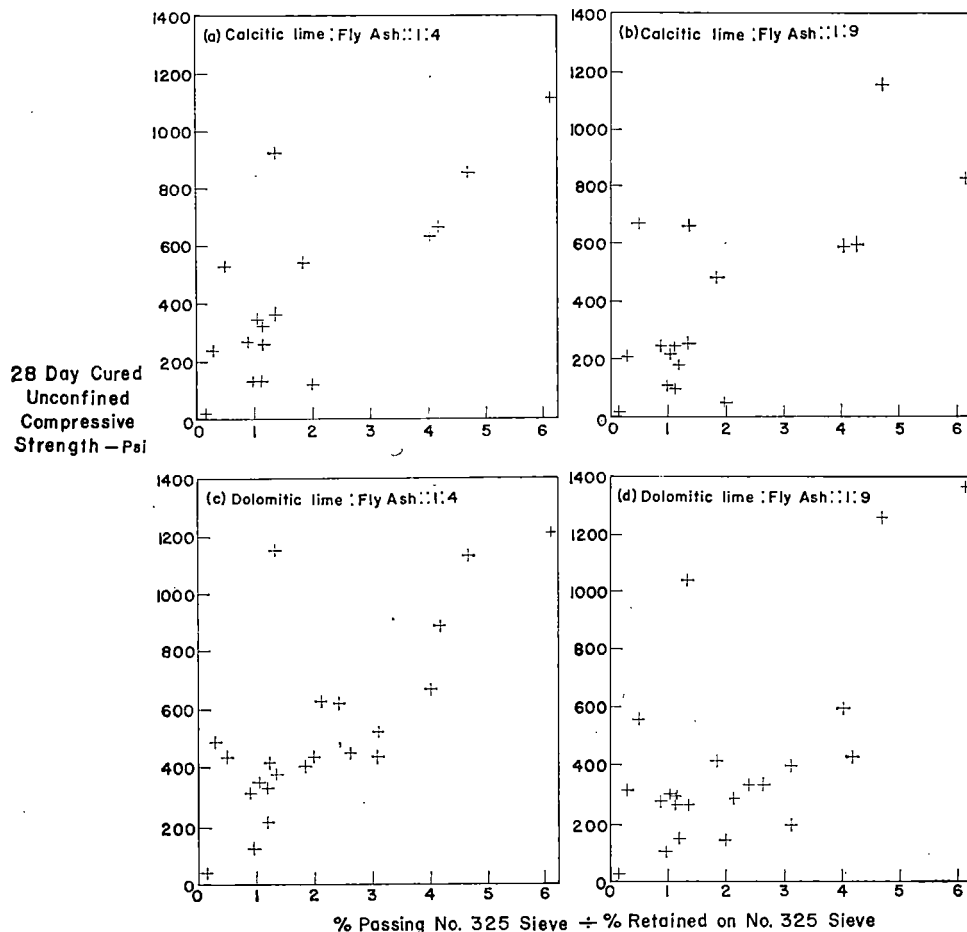 (a) Calcitic lime : Fly Ash :: 1 : 4
1400
1200
1000
800
600
400
200
0
0 1 2 3 4 5 6
(b) Calcitic lime : Fly Ash :: 1 : 9
1400
1200
1000
800
600
400
200
0
0 1 2 3 4 5 6
28 Day Cured
Unconfined
Compressive
Strength – Psi
(c) Dolomitic lime : Fly Ash :: 1 : 4
1400
1200
1000
800
600
400
200
0
0 1 2 3 4 5 6
(d) Dolomitic lime : Fly Ash :: 1 : 9
1400
1200
1000
800
600
400
200
0
0 1 2 3 4 5 6
% Passing No. 325 Sieve ÷ % Retained on No. 325 Sieve